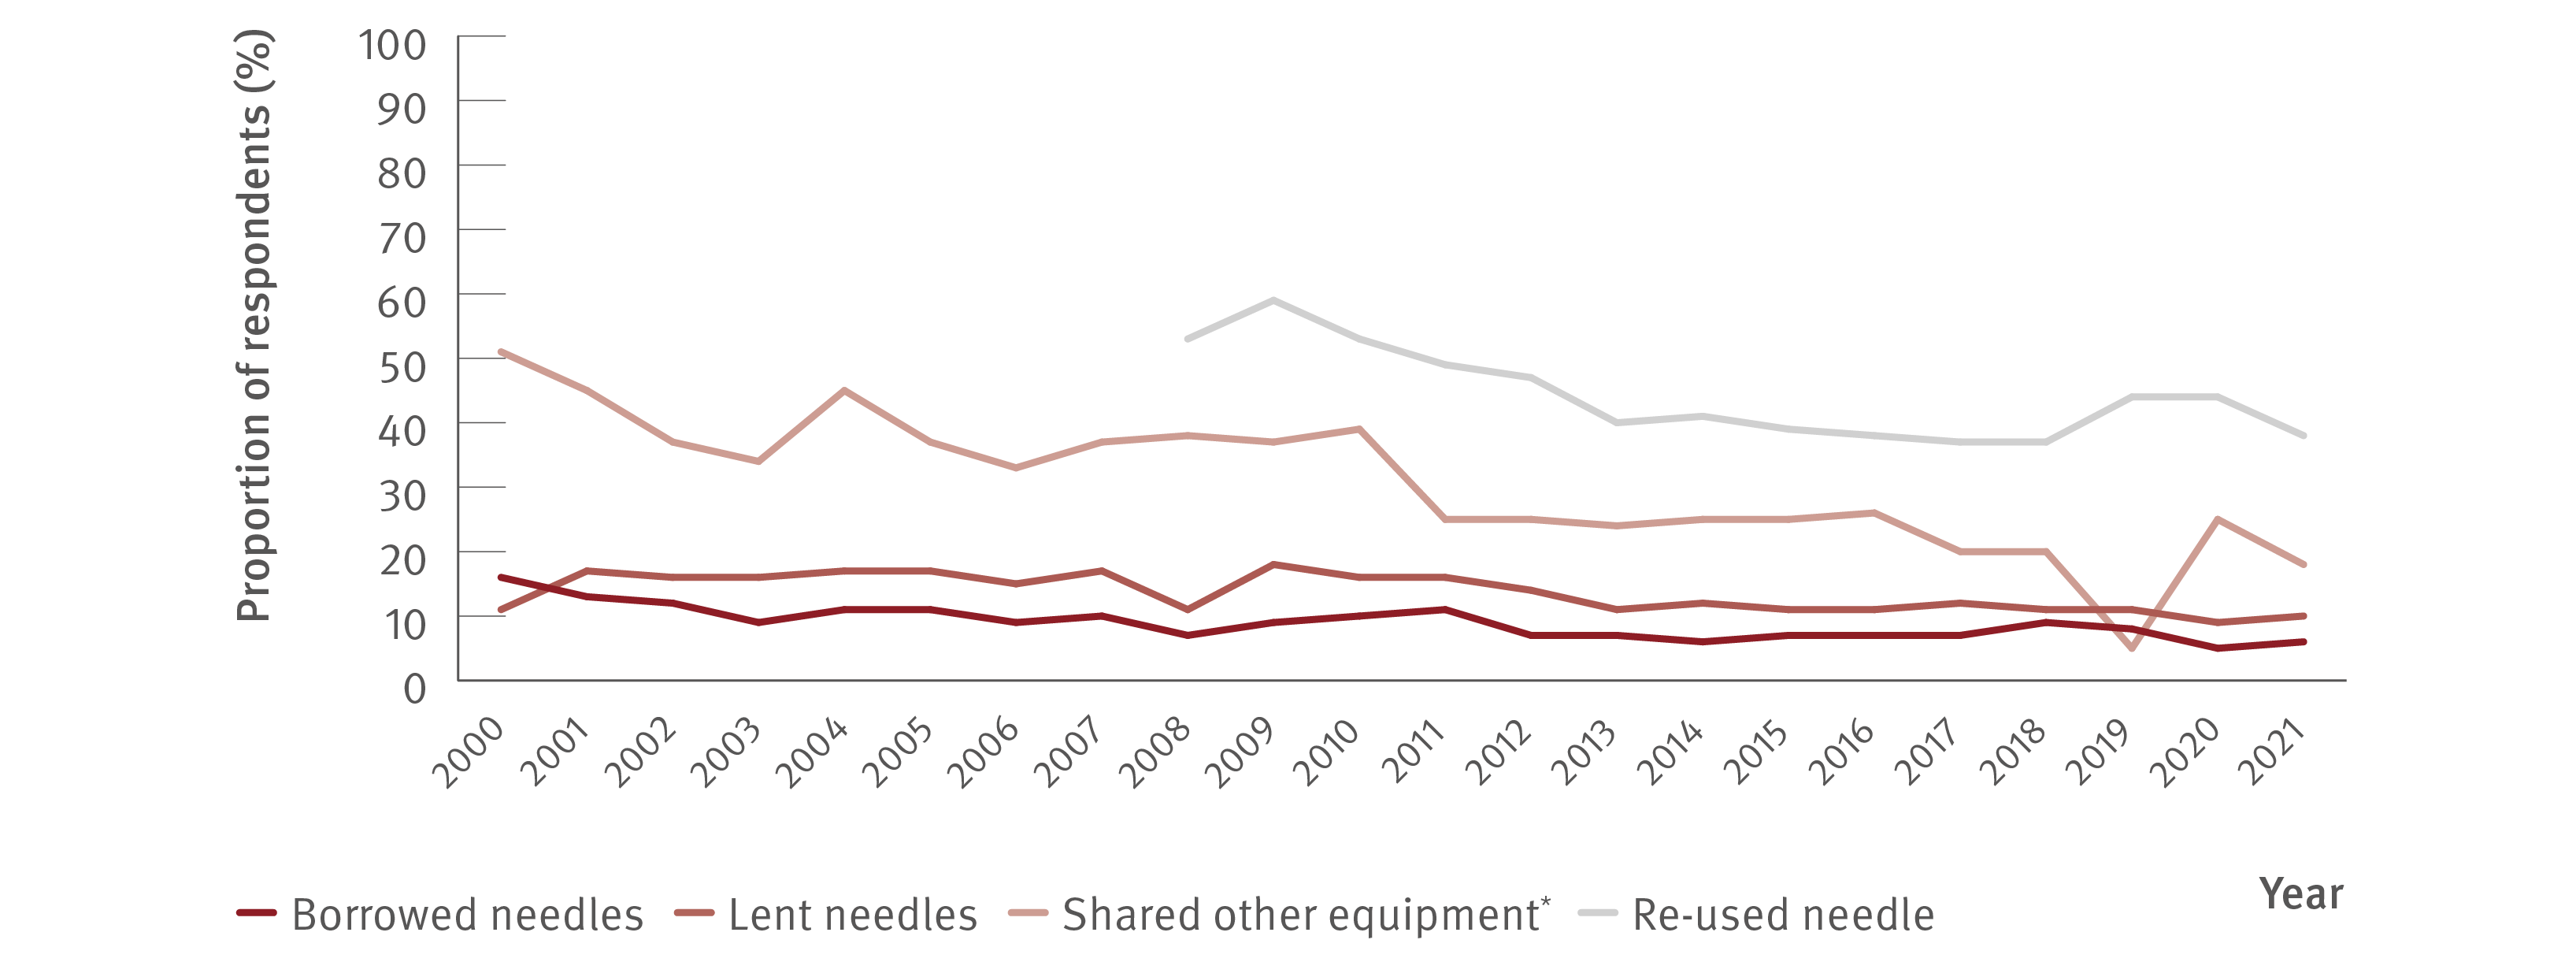 Proportion of respondents (%)
100
90
80
70
60
50
40
30
20
10
0
2000 2001 2002 2003 2004 2005 2006 2007 2008 2009 2010 2011 2012 2013 2014 2015 2016 2017 2018 2019 2020 2021
Year
Borrowed needles Lent needles Shared other equipment* Re-used needle